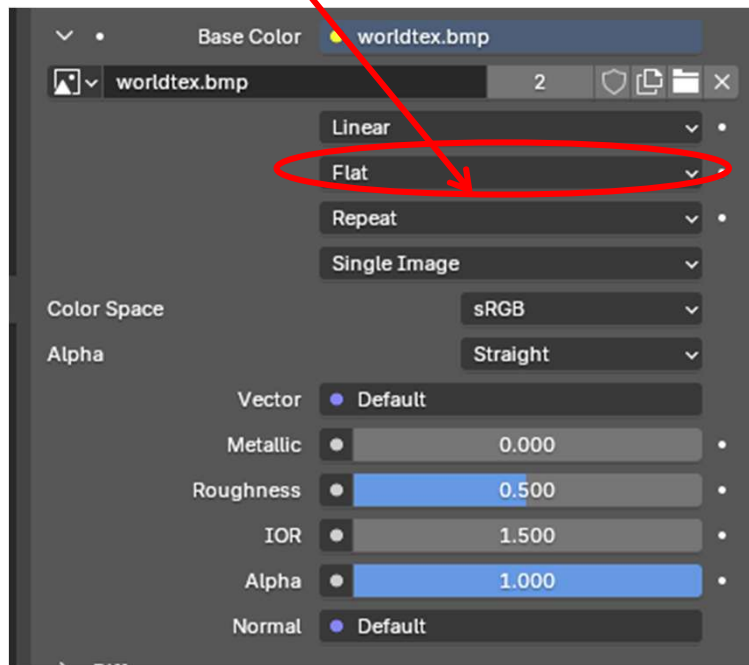 Base Color worldtex.bmp
worldtex.bmp 2
Linear
Flat
Repeat
Single Image
Color Space sRGB
Alpha Straight
Vector Default
Metallic 0.000
Roughness 0.500
IOR 1.500
Alpha 1.000
Normal Default